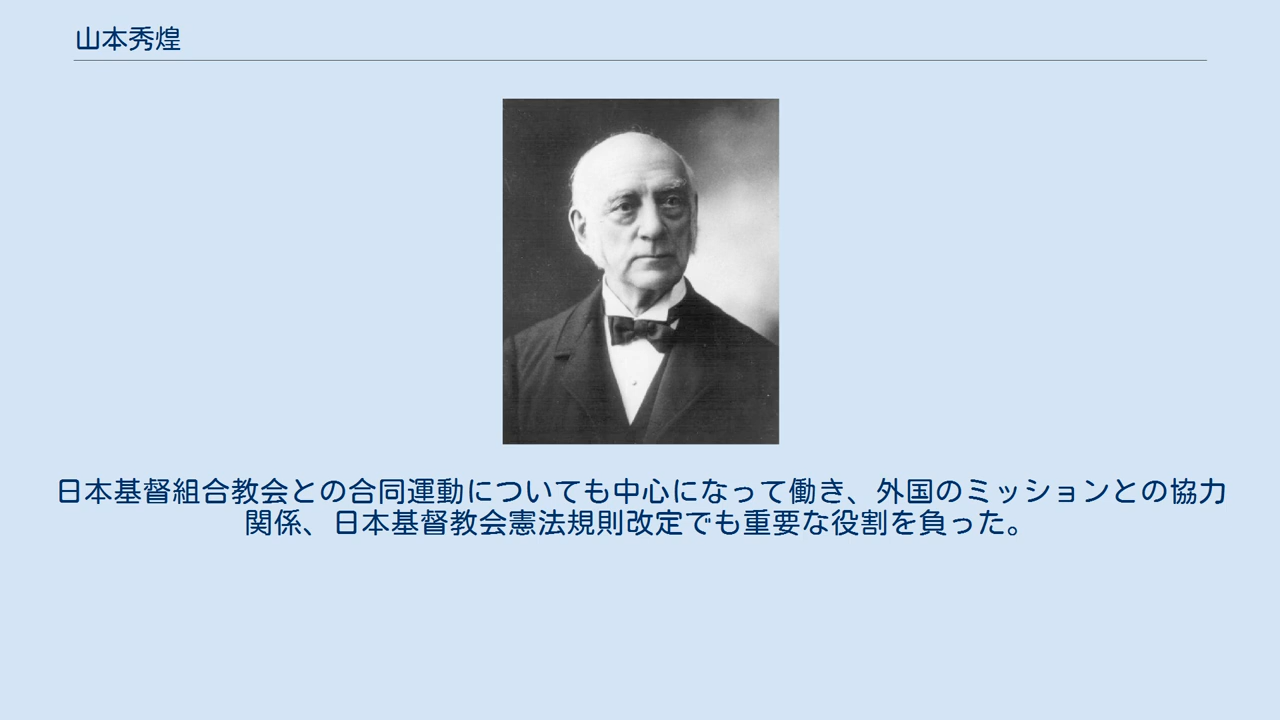 山本秀煌
日本基督組合教会との合同運動についても中心になって働き、外国のミッションとの協力
関係、日本基督教会憲法規則改定でも重要な役割を負った。